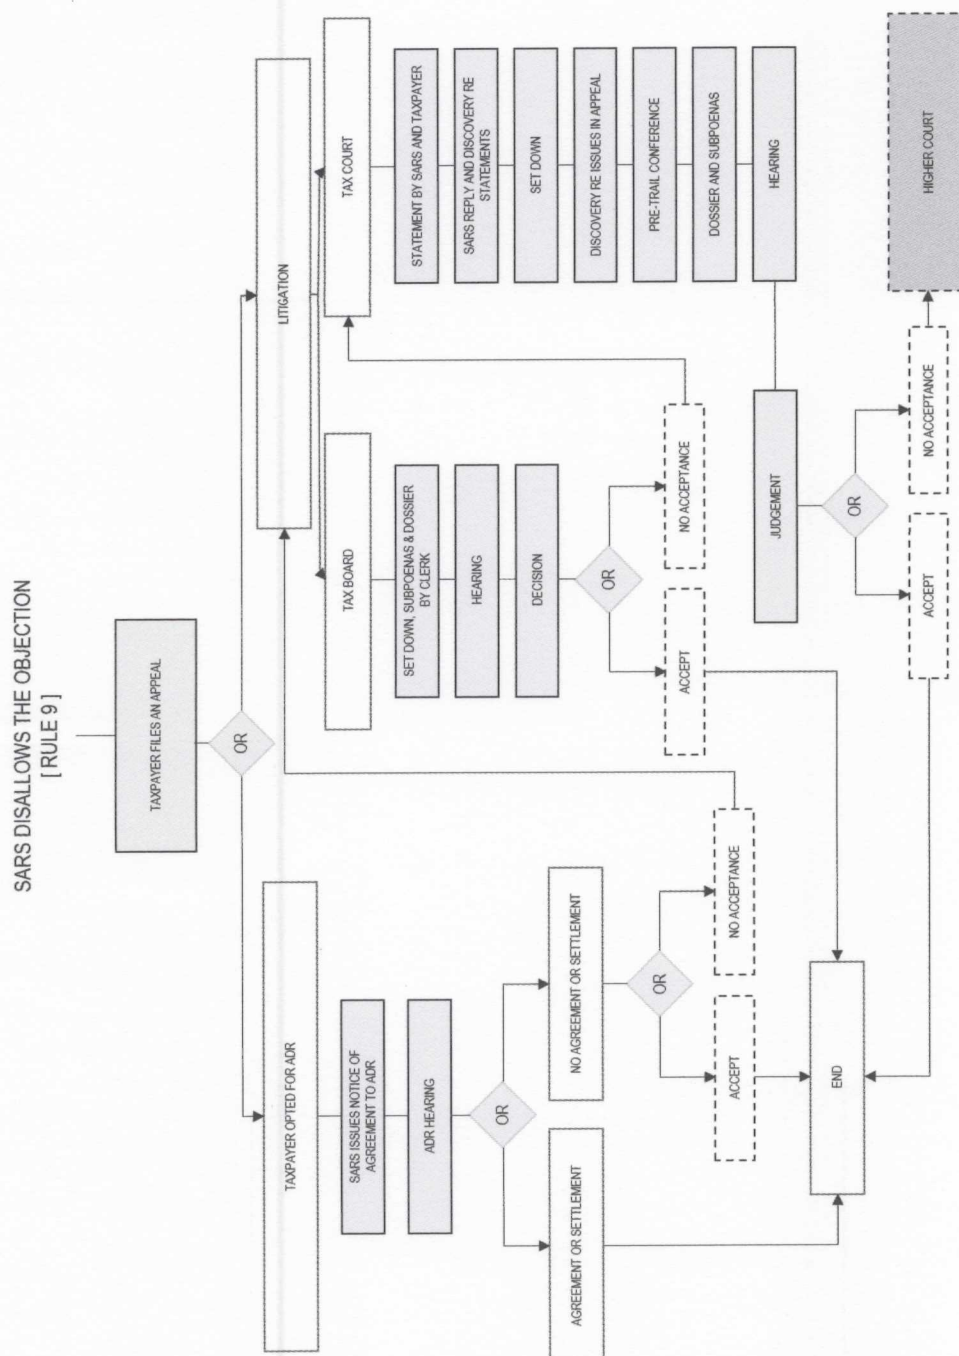 SARS DISALLOWS THE OBJECTION
[ RULE 9 ]
TAXPAYER FILES AN APPEAL
OR
TAXPAYER OPTED FOR ADR
SARS ISSUES NOTICE OF
AGREEMENT TO ADR
ADR HEARING
OR
AGREEMENT OR SETTLEMENT
NO AGREEMENT OR SETTLEMENT
OR
ACCEPT
NO ACCEPTANCE
END
LITIGATION
TAX BOARD
SET DOWN, SUBPOENAS & DOSSIER
BY CLERK
HEARING
DECISION
OR
ACCEPT
NO ACCEPTANCE
TAX COURT
STATEMENT BY SARS AND TAXPAYER
SARS REPLY AND DISCOVERY RE
STATEMENTS
SET DOWN
DISCOVERY RE ISSUES IN APPEAL
PRE-TRAIL CONFERENCE
DOSSIER AND SUBPOENAS
HEARING
JUDGEMENT
OR
ACCEPT
NO ACCEPTANCE
HIGHER COURT